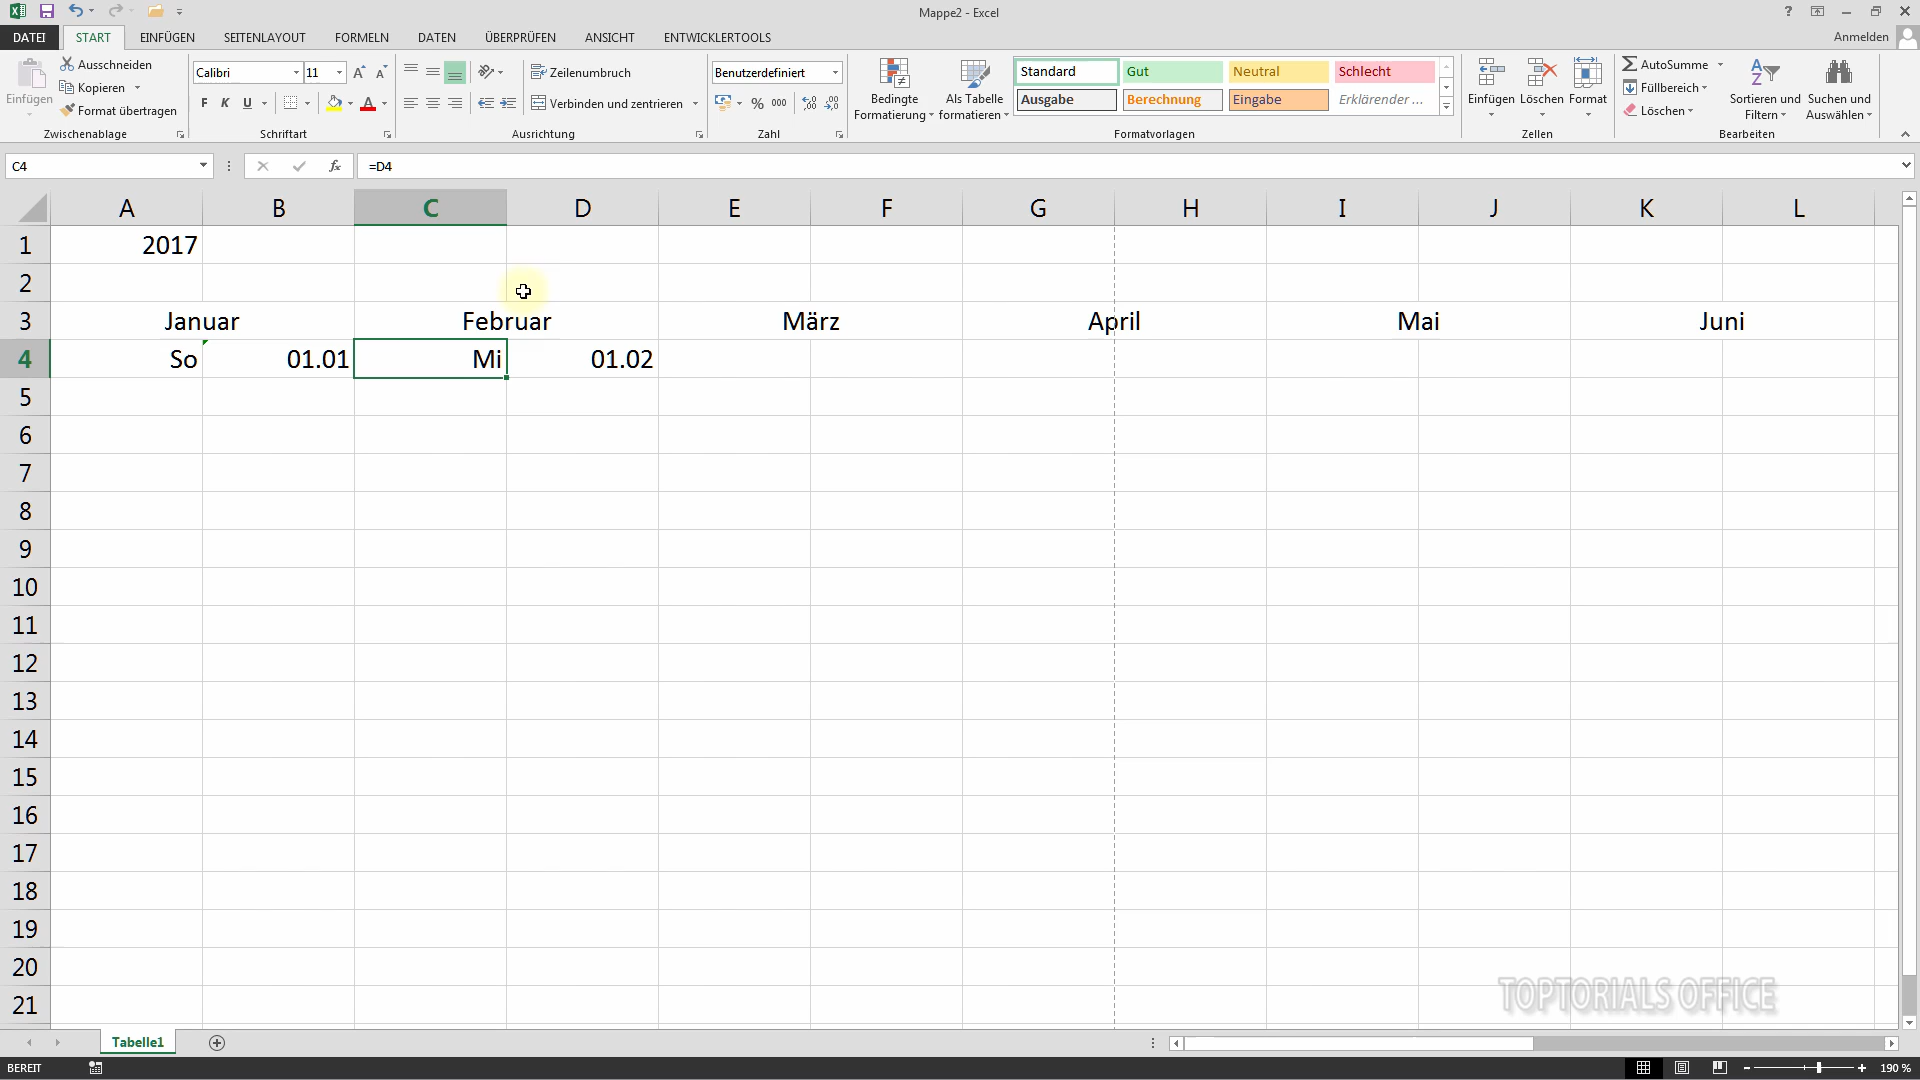 Mappe2 - Excel
?
DATEI START EINFÜGEN SEITENLAYOUT FORMELN DATEN ÜBERPRÜFEN ANSICHT ENTWICKLERTOOLS Anmelden
Einfügen
Ausschneiden
Kopieren
Format übertragen
Zwischenablage
Calibri 11
F K U
Schriftart
Zeilenumbruch
Verbinden und zentrieren
Ausrichtung
Benutzerdefiniert
% 000
Zahl
Bedingte Formatierung
Als Tabelle formatieren
Standard Gut Neutral Schlecht
Ausgabe Berechnung Eingabe Erklärender ...
Formatvorlagen
Einfügen Löschen Format
Zellen
AutoSumme
Füllbereich
Löschen
Sortieren und Filtern
Suchen und Auswählen
Bearbeiten
C4 fx =D4
A B C D E F G H I J K L
1 2017
2
3 Januar Februar März April Mai Juni
4 So 01.01 Mi 01.02
5
6
7
8
9
10
11
12
13
14
15
16
17
18
19
20
21
TOPTORIALS OFFICE
Tabelle1
BEREIT 190 %